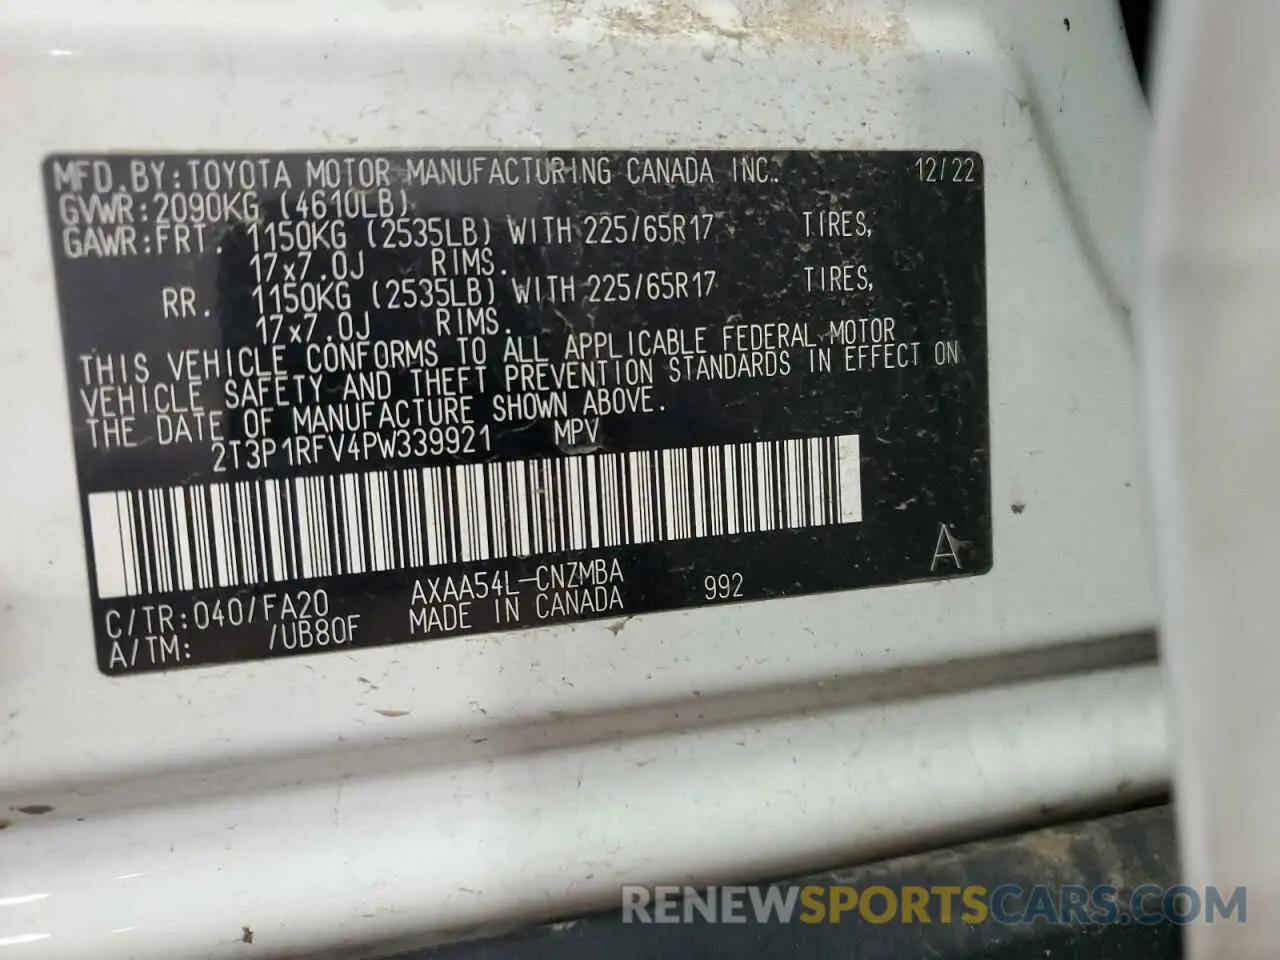 MFD. BY: TOYOTA MOTOR MANUFACTURING CANADA INC. 12/22
GVWR: 2090KG (4610LB)
GAWR: FRT. 1150KG (2535LB) WITH 225/65R17 TIRES,
17x7.0J RIMS.
RR. 1150KG (2535LB) WITH 225/65R17 TIRES,
17x7.0J RIMS.
THIS VEHICLE CONFORMS TO ALL APPLICABLE FEDERAL MOTOR
VEHICLE SAFETY AND THEFT PREVENTION STANDARDS IN EFFECT ON
THE DATE OF MANUFACTURE SHOWN ABOVE.
2T3P1RFV4PW339921 MPV
A
C/TR: 040/FA20 AXAA54L-CNZMBA 992
A/TM: /UB80F MADE IN CANADA
RENEWSPORTSCARS.COM